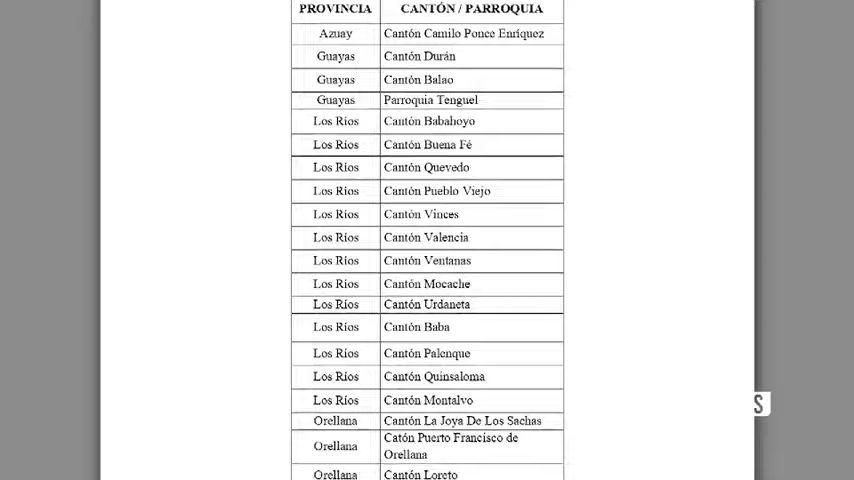 PROVINCIA CANTÓN / PARROQUIA
Azuay Cantón Camilo Ponce Enríquez
Guayas Cantón Durán
Guayas Cantón Balao
Guayas Parroquia Tenguel
Los Ríos Cantón Babahoyo
Los Ríos Cantón Buena Fé
Los Ríos Cantón Quevedo
Los Ríos Cantón Pueblo Viejo
Los Ríos Cantón Vinces
Los Ríos Cantón Valencia
Los Ríos Cantón Ventanas
Los Ríos Cantón Mocache
Los Ríos Cantón Urdaneta
Los Ríos Cantón Baba
Los Ríos Cantón Palenque
Los Ríos Cantón Quinsaloma
Los Ríos Cantón Montalvo
Orellana Cantón La Joya De Los Sachas
Orellana Catón Puerto Francisco de
Orellana
Orellana Cantón Loreto
S